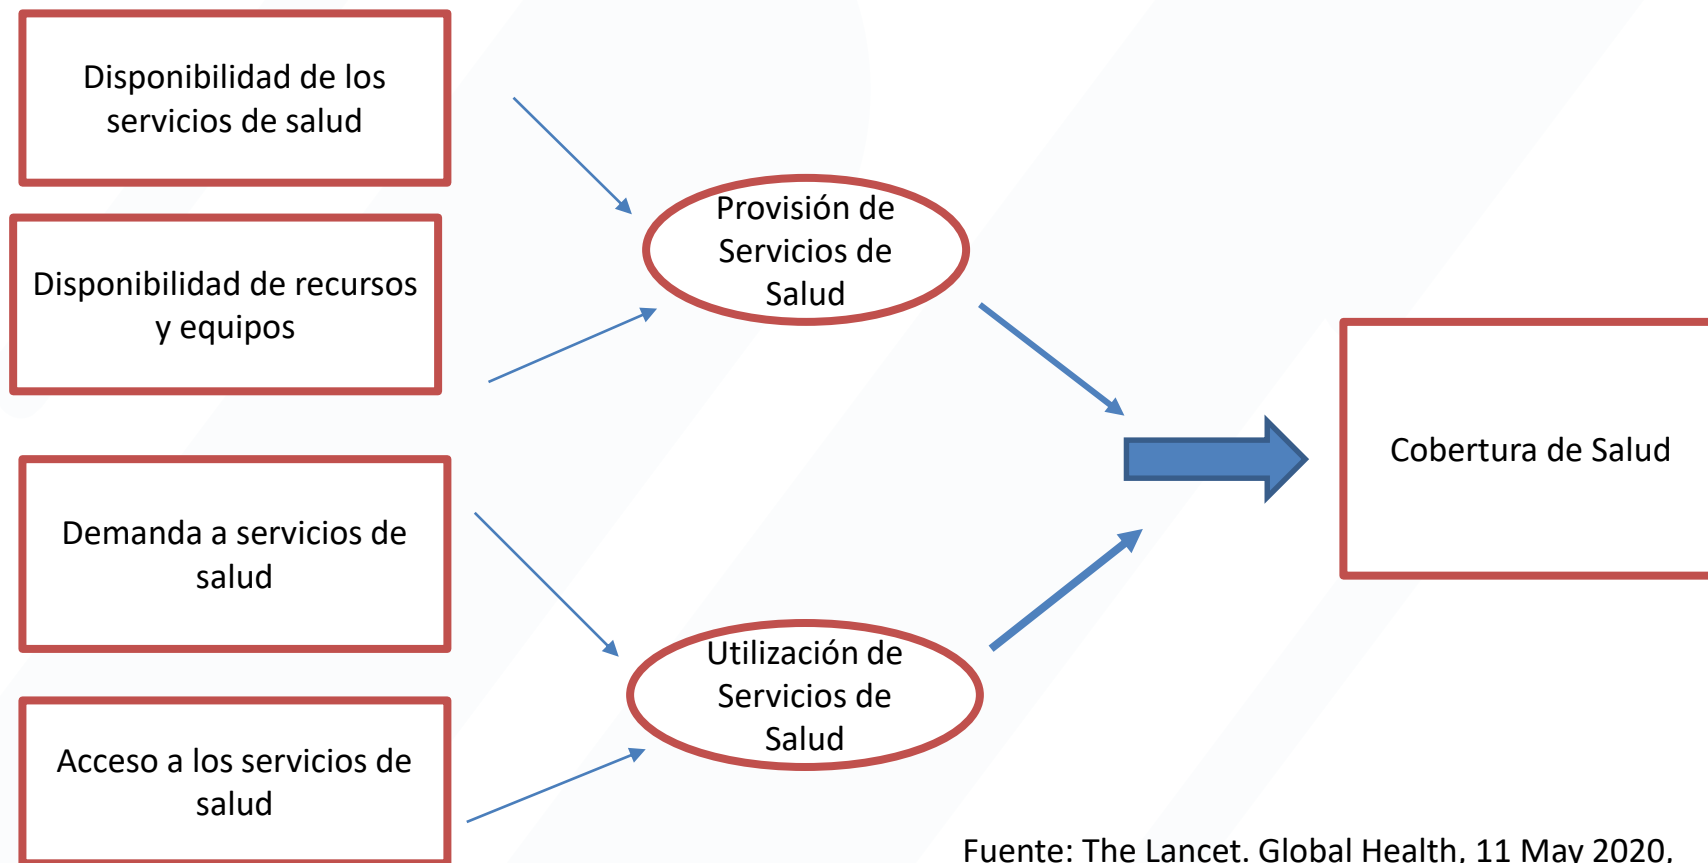 Disponibilidad de los
servicios de salud
Disponibilidad de recursos
y equipos
Demanda a servicios de
salud
Acceso a los servicios de
salud
Provisión de
Servicios de
Salud
Utilización de
Servicios de
Salud
Cobertura de Salud
Fuente: The Lancet. Global Health, 11 May 2020,